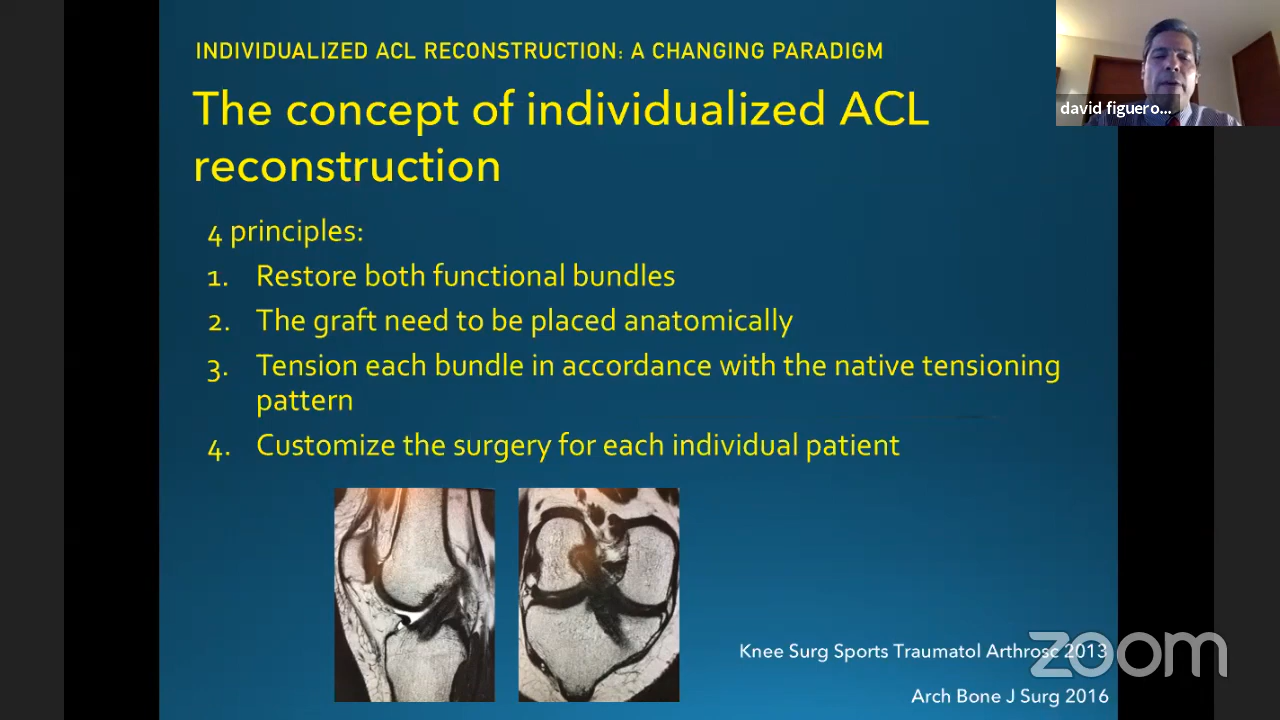 INDIVIDUALIZED ACL RECONSTRUCTION: A CHANGING PARADIGM
The concept of individualized ACL
reconstruction
david figuero...
4 principles:
1. Restore both functional bundles
2. The graft need to be placed anatomically
3. Tension each bundle in accordance with the native tensioning
pattern
4. Customize the surgery for each individual patient
Knee Surg Sports Traumatol Arthrosc 2013
zoom
Arch Bone J Surg 2016